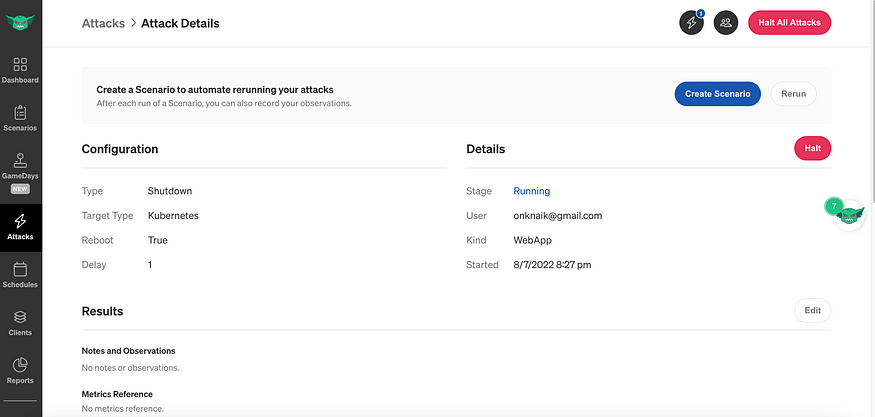 Attacks > Attack Details
1
Halt All Attacks
Dashboard
Scenarios
GameDays
NEW
Attacks
Schedules
Clients
Reports
Create a Scenario to automate rerunning your attacks
After each run of a Scenario, you can also record your observations.
Create Scenario
Rerun
Configuration
Type Shutdown
Target Type Kubernetes
Reboot True
Delay 1
Details
Halt
Stage Running
User onknaik@gmail.com
Kind WebApp
Started 8/7/2022 8:27 pm
7
Results
Edit
Notes and Observations
No notes or observations.
Metrics Reference
No metrics reference.